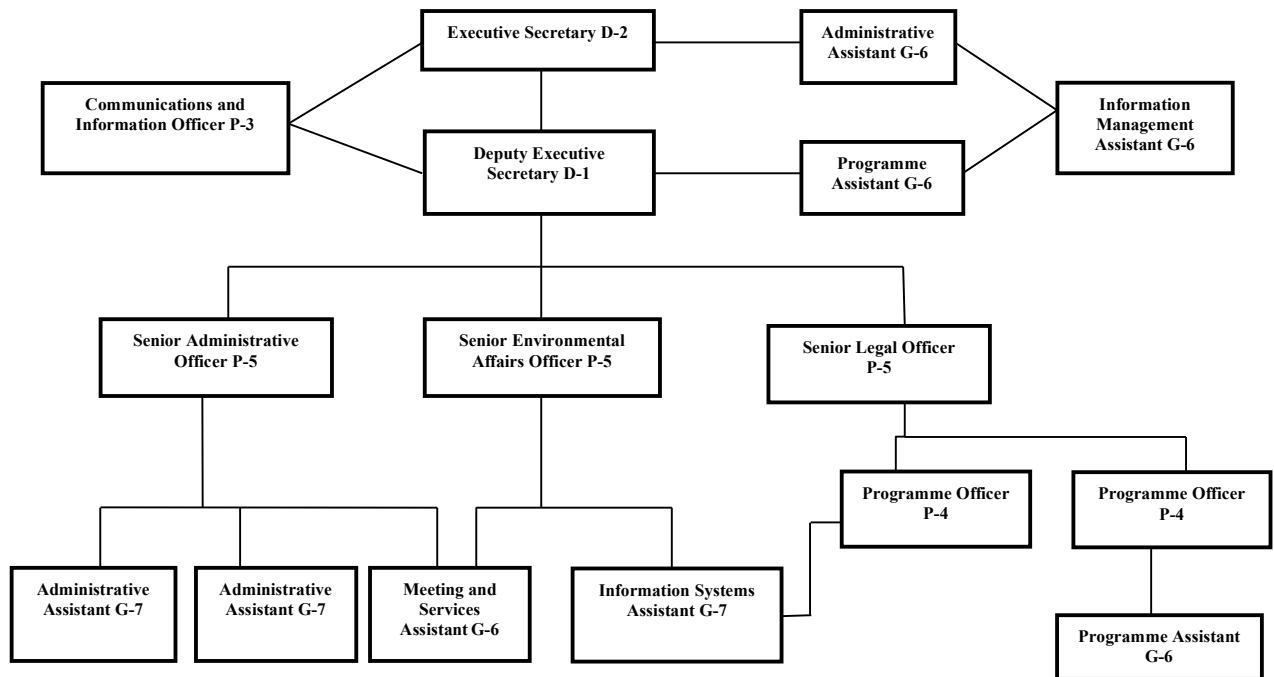 Executive Secretary D-2
Administrative
Assistant G-6
Communications and
Information Officer P-3
Information
Management
Assistant G-6
Deputy Executive
Secretary D-1
Programme
Assistant G-6
Senior Administrative
Officer P-5
Senior Environmental
Affairs Officer P-5
Senior Legal Officer
P-5
Programme Officer
P-4
Programme Officer
P-4
Administrative
Assistant G-7
Administrative
Assistant G-7
Meeting and
Services
Assistant G-6
Information Systems
Assistant G-7
Programme Assistant
G-6